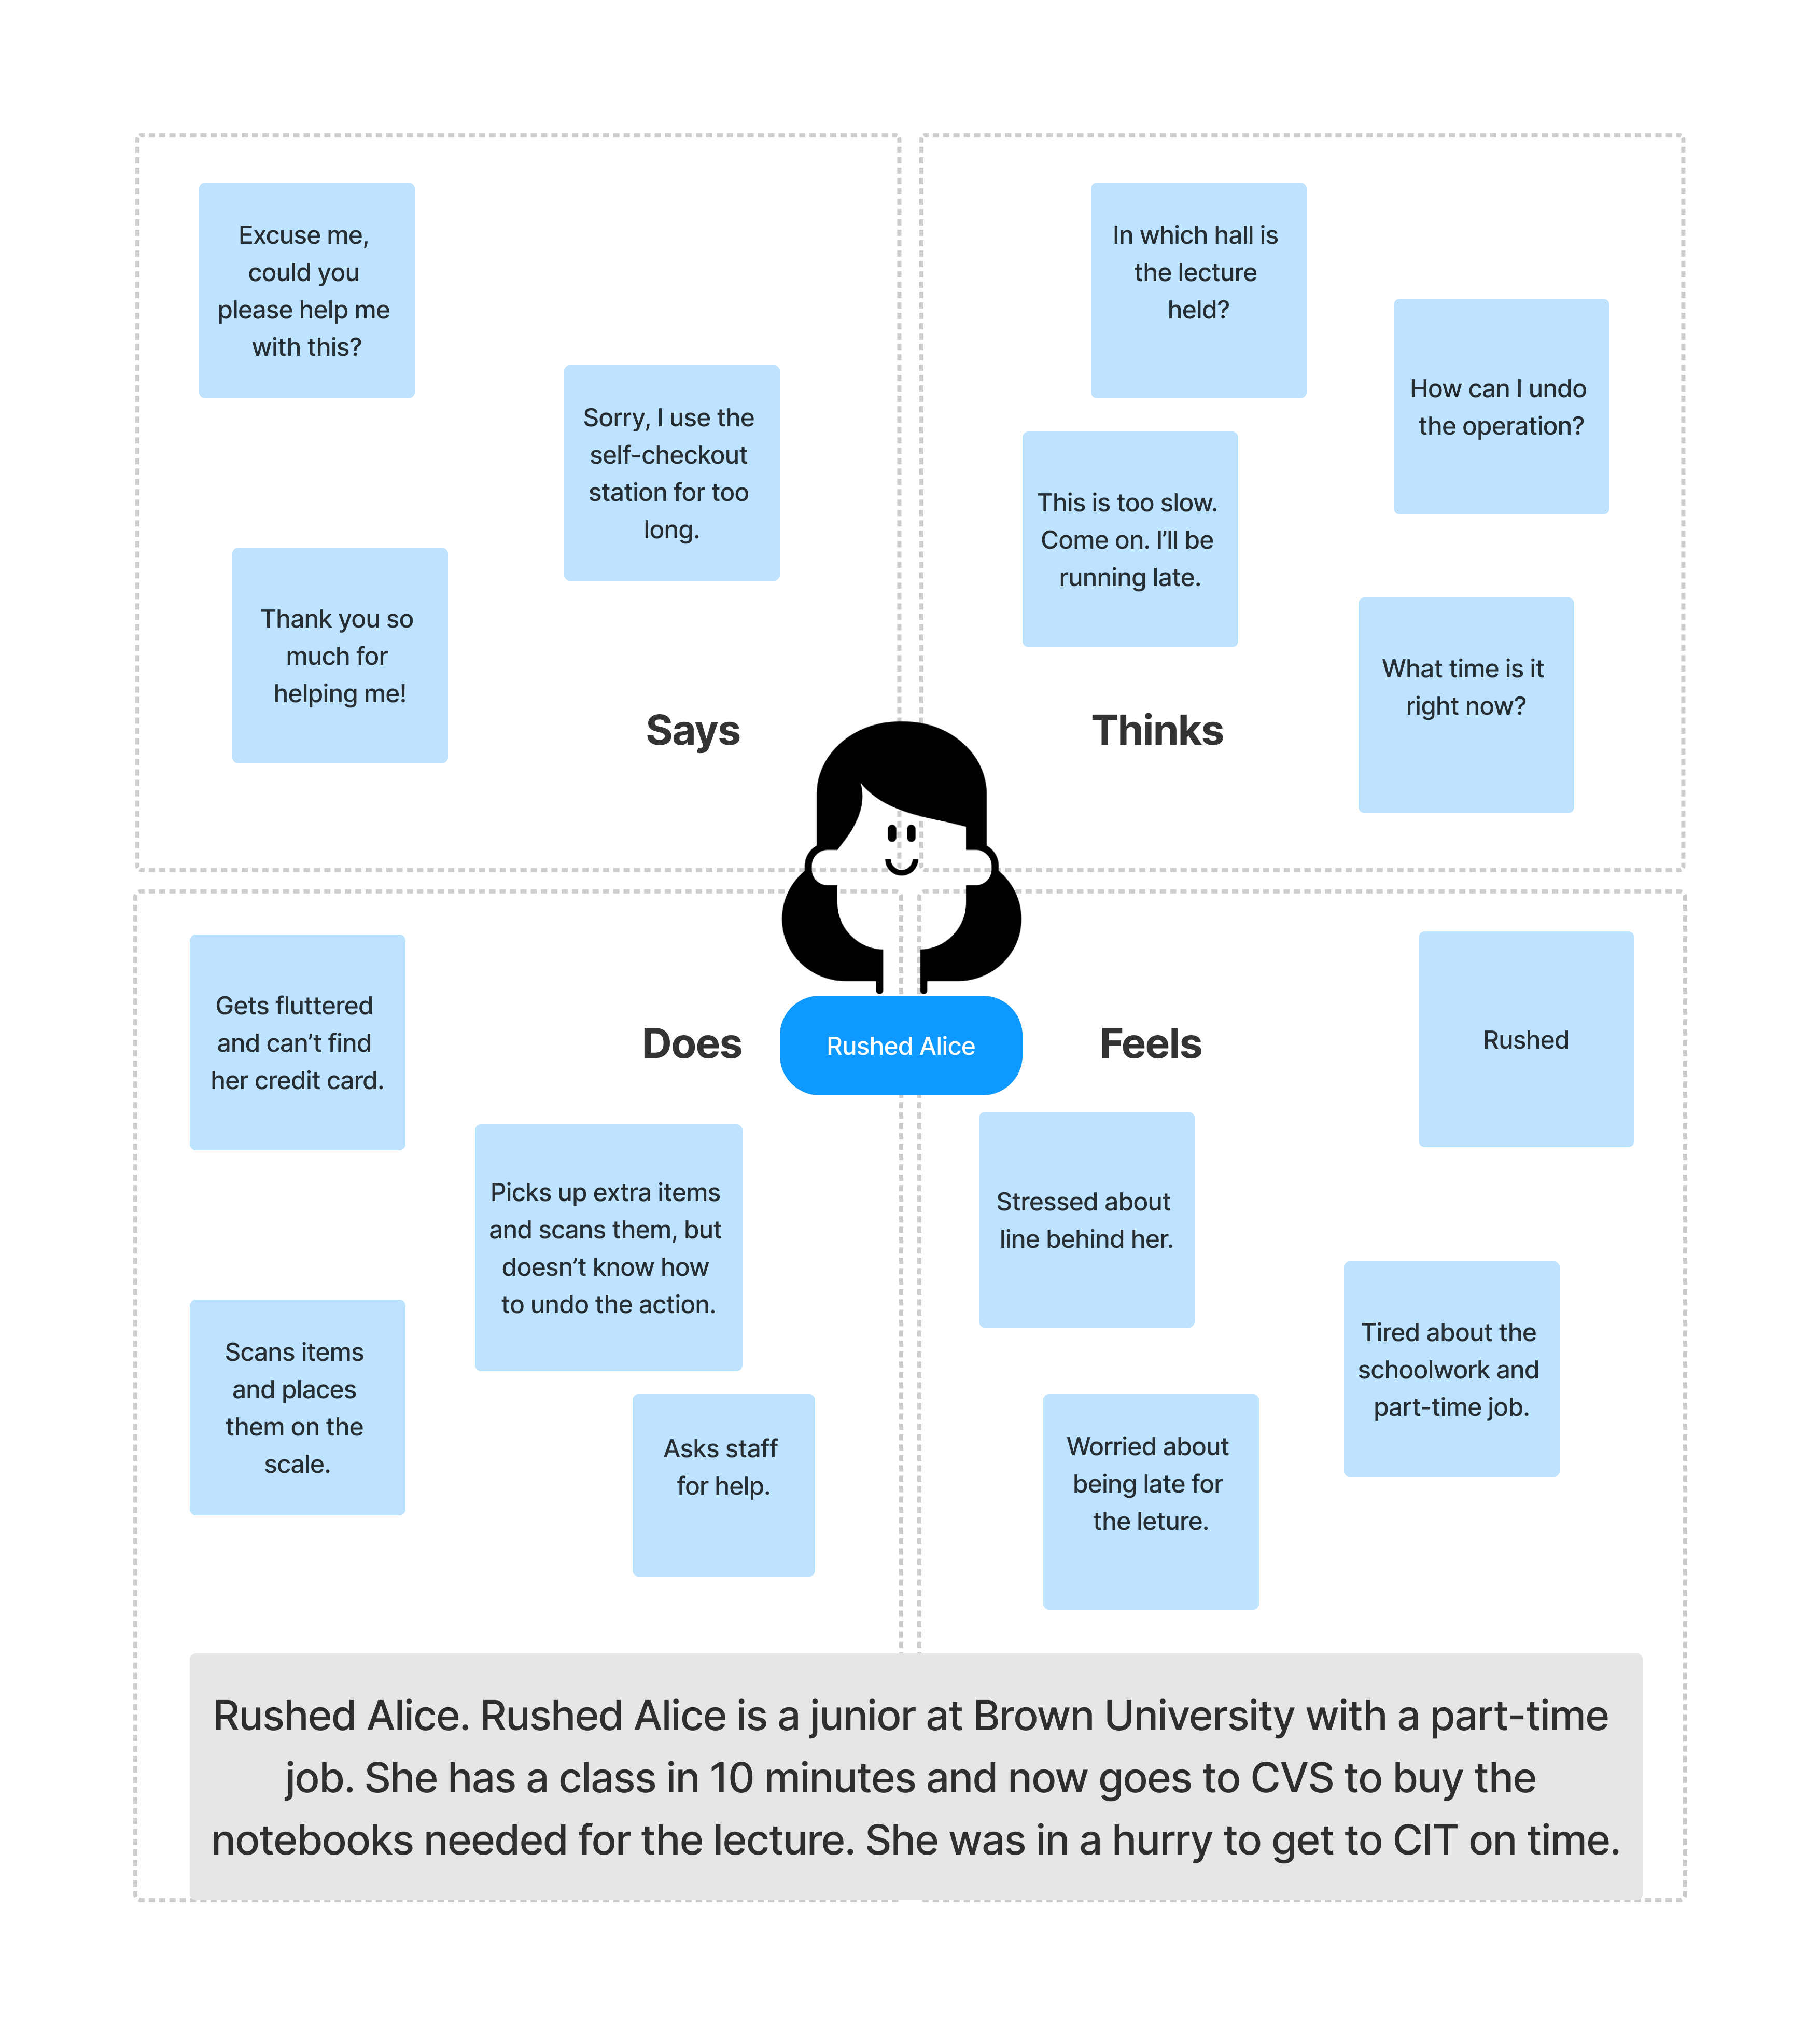 Excuse me,
could you
please help me
with this?
Sorry, I use the
self-checkout
station for too
long.
Thank you so
much for
helping me!
Says
In which hall is
the lecture
held?
How can I undo
the operation?
This is too slow.
Come on. I’ll be
running late.
What time is it
right now?
Thinks
Gets fluttered
and can’t find
her credit card.
Does
Picks up extra items
and scans them, but
doesn’t know how
to undo the action.
Scans items
and places
them on the
scale.
Asks staff
for help.
Rushed Alice
Feels
Rushed
Stressed about
line behind her.
Tired about the
schoolwork and
part-time job.
Worried about
being late for
the leture.
Rushed Alice. Rushed Alice is a junior at Brown University with a part-time
job. She has a class in 10 minutes and now goes to CVS to buy the
notebooks needed for the lecture. She was in a hurry to get to CIT on time.